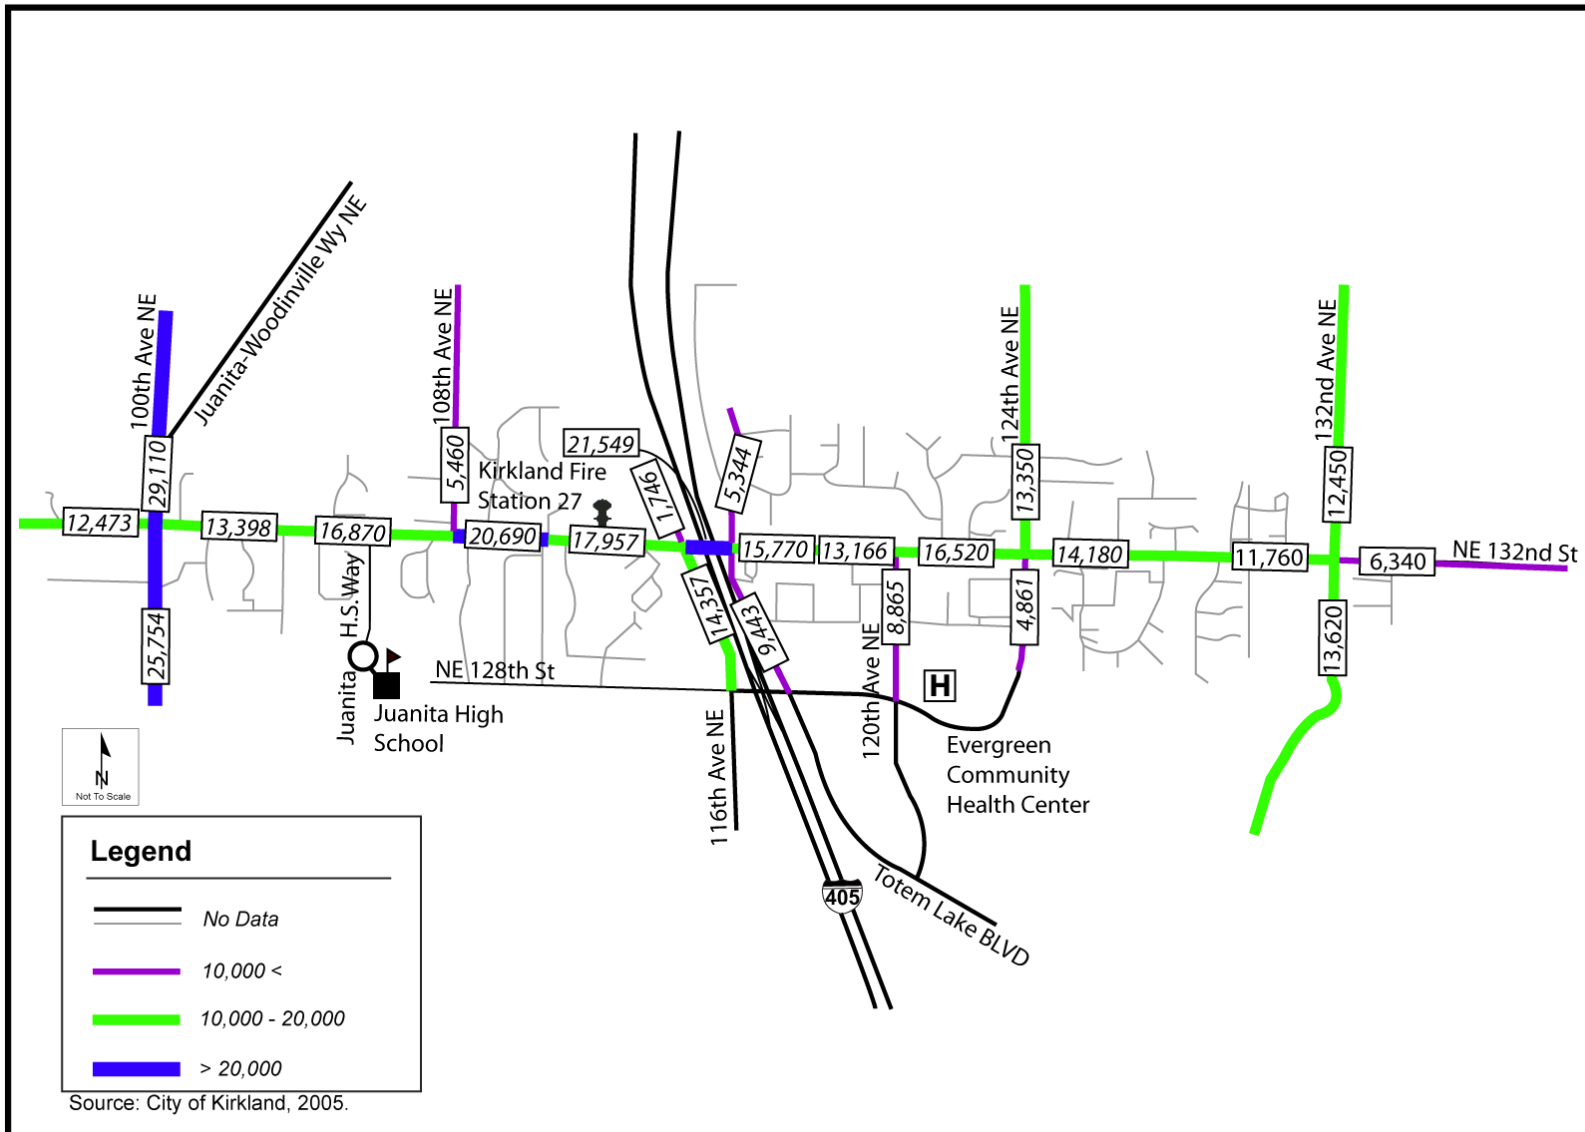 Juanita-Woodinville Wy NE
100th Ave NE
108th Ave NE
124th Ave NE
132nd Ave NE
29,110
5,460
21,549
Kirkland Fire
Station 27
1,746
5,344
13,350
12,450
12,473
13,398
16,870
20,690
17,957
15,770
13,166
16,520
14,180
11,760
6,340
NE 132nd St
25,754
Juanita H.S.Way
14,357
9,443
8,865
4,861
13,620
NE 128th St
120th Ave NE
H
Juanita High
School
116th Ave NE
Evergreen
Community
Health Center
Totem Lake BLVD
405
N
Not To Scale
Legend
No Data
10,000 <
10,000 - 20,000
> 20,000
Source: City of Kirkland, 2005.